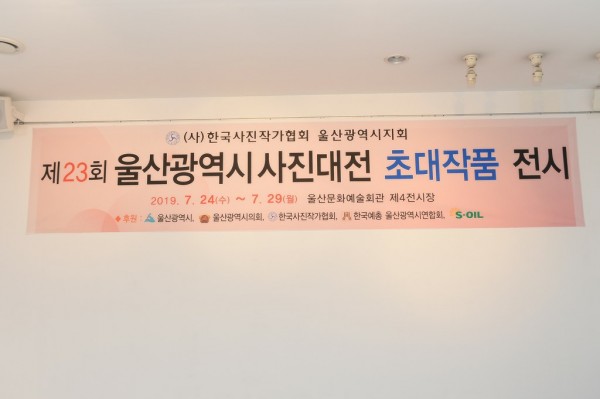 (사)한국사진작가협회 울산광역시지회
제23회 울산광역시사진대전 초대작품 전시
2019. 7. 24(수) ~ 7. 29(월) 울산문화예술회관 제4전시장
◆ 후원 : 울산광역시, 울산광역시의회, 한국사진작가협회, 한국예총 울산광역시연합회, S-OIL